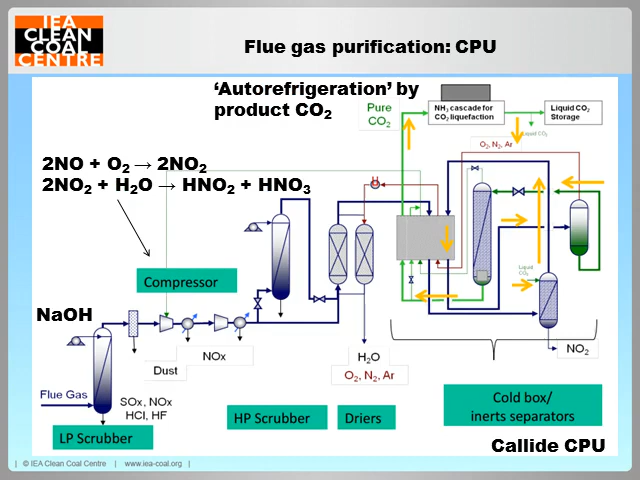 IEA
CLEAN
COAL
CENTRE
Flue gas purification: CPU
‘Autorefrigeration’ by
product CO₂
Pure
CO₂
NH₃ cascade for
CO₂ liquefaction
Liquid CO₂
Storage
Liquid CO₂
O₂, N₂, Ar
2NO + O₂ → 2NO₂
2NO₂ + H₂O → HNO₂ + HNO₃
H
Compressor
Liquid
CO₂
NaOH
NOx
Dust
H₂O
O₂, N₂, Ar
NO₂
Flue Gas
SOx, NOx
HCl, HF
LP Scrubber
HP Scrubber
Driers
Cold box/
inerts separators
Callide CPU
| © IEA Clean Coal Centre | www.iea-coal.org |